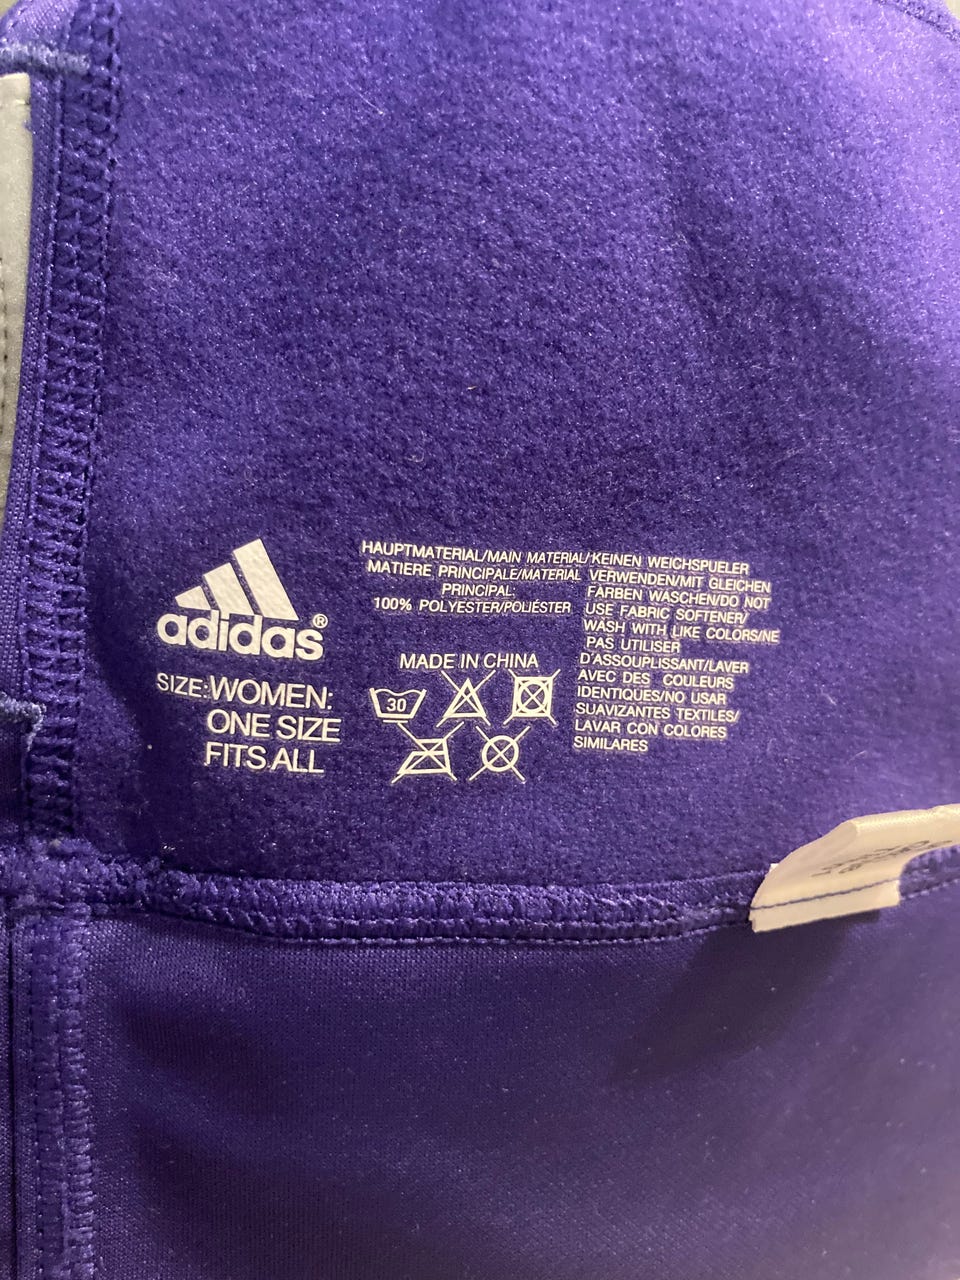 adidas®
SIZE:WOMEN:
ONE SIZE
FITS ALL
HAUPTMATERIAL/MAIN MATERIAL/
MATIERE PRINCIPALE/MATERIAL
PRINCIPAL:
100% POLYESTER/POLIÉSTER
MADE IN CHINA
30
KEINEN WEICHSPUELER
VERWENDEN/MIT GLEICHEN
FARBEN WASCHEN/DO NOT
USE FABRIC SOFTENER/
WASH WITH LIKE COLORS/NE
PAS UTILISER
D'ASSOUPLISSANT/LAVER
AVEC DES COULEURS
IDENTIQUES/NO USAR
SUAVIZANTES TEXTILES/
LAVAR CON COLORES
SIMILARES